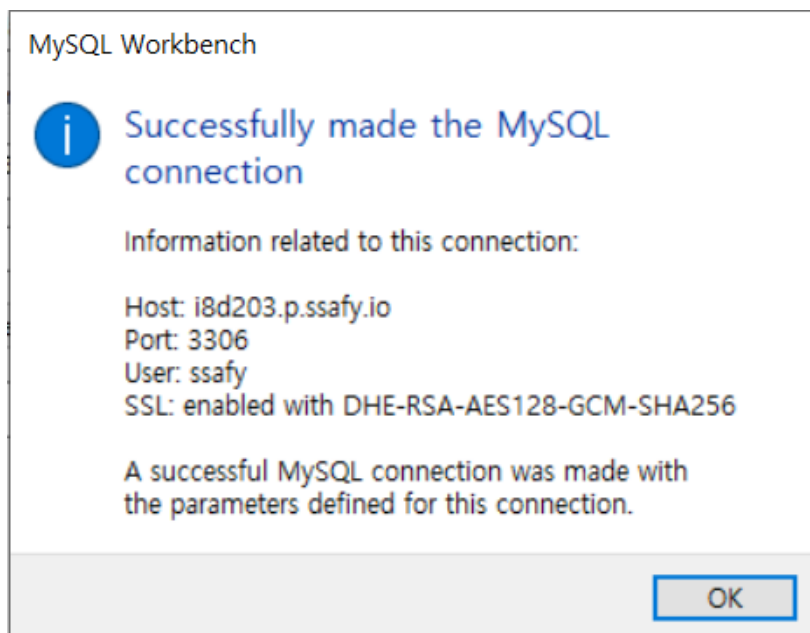 MySQL Workbench
Successfully made the MySQL
connection
Information related to this connection:
Host: i8d203.p.ssafy.io
Port: 3306
User: ssafy
SSL: enabled with DHE-RSA-AES128-GCM-SHA256
A successful MySQL connection was made with
the parameters defined for this connection.
OK